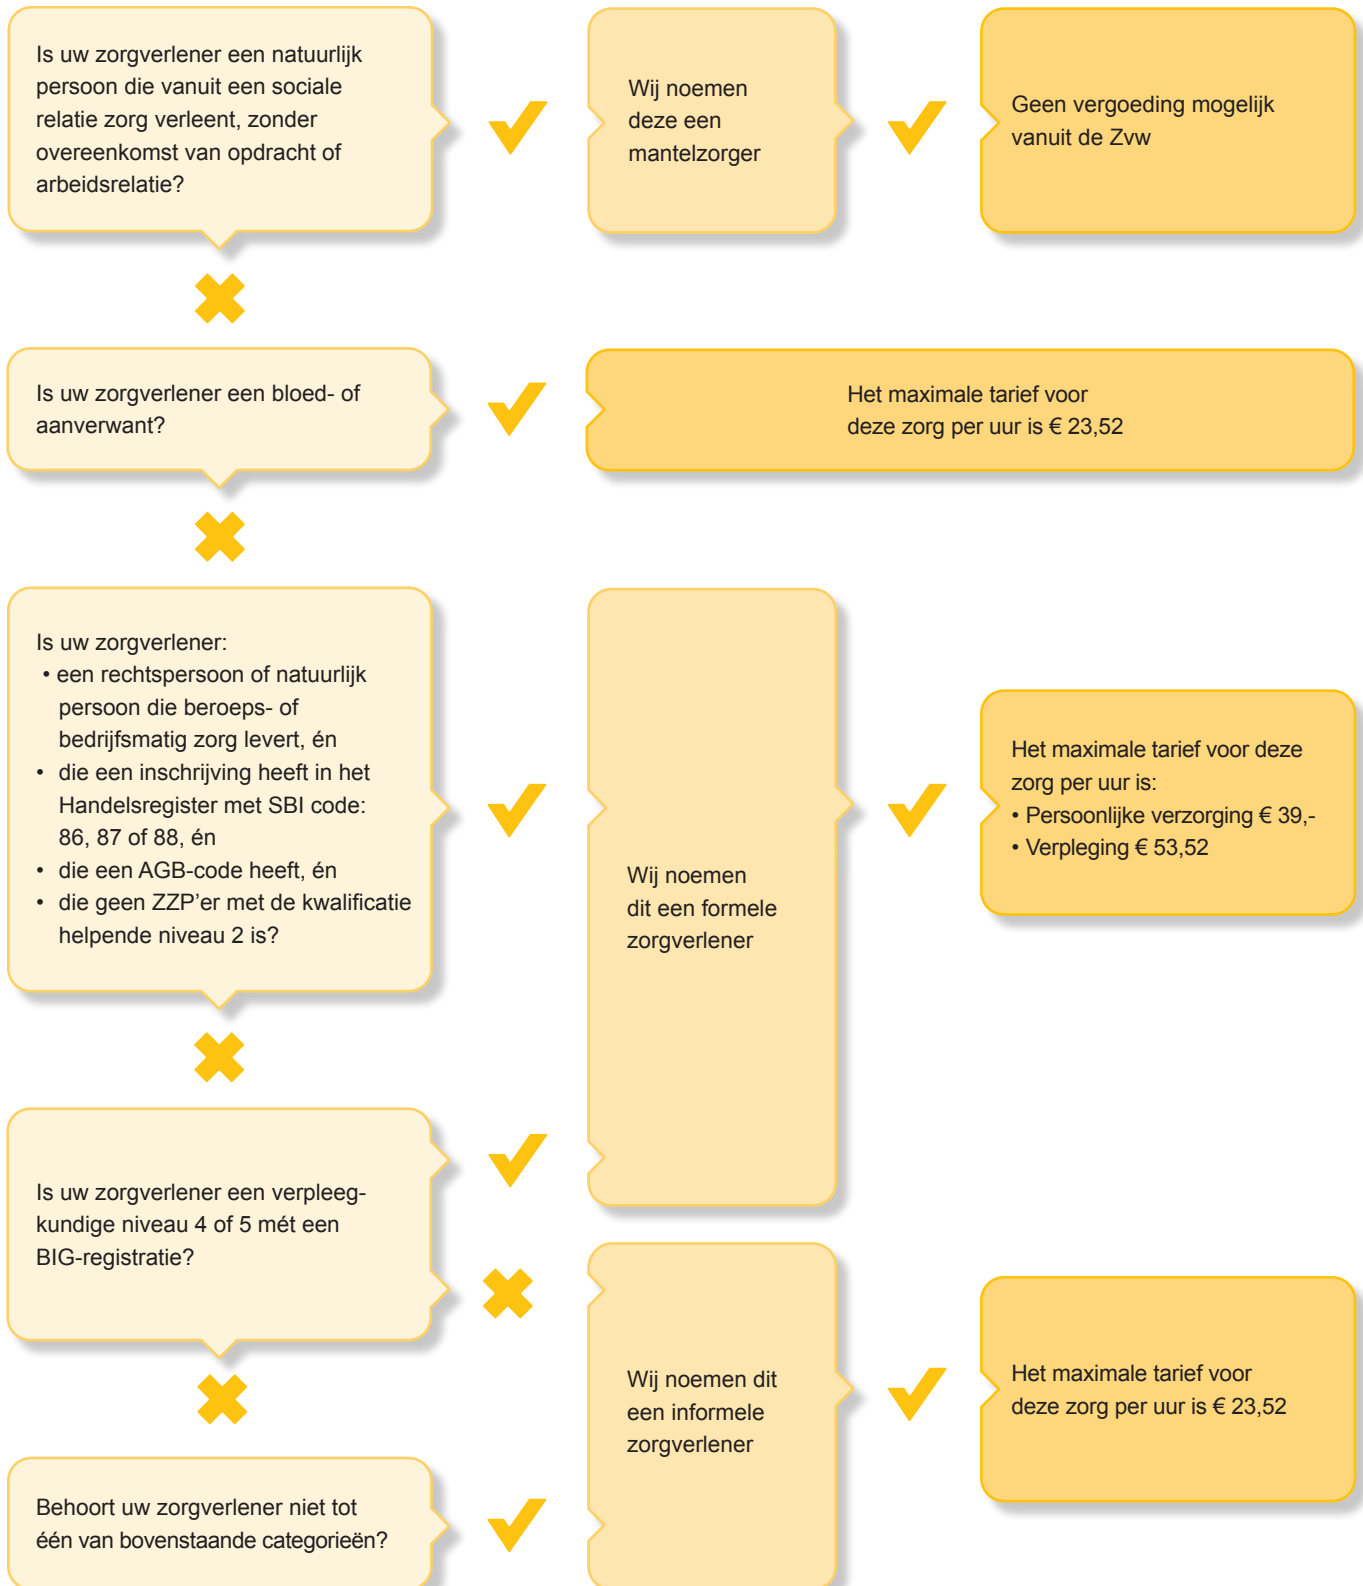 Is uw zorgverlener een natuurlijk
persoon die vanuit een sociale
relatie zorg verleent, zonder
overeenkomst van opdracht of
arbeidsrelatie?
Wij noemen
deze een
mantelzorger
Geen vergoeding mogelijk
vanuit de Zvw
Is uw zorgverlener een bloed- of
aanverwant?
Het maximale tarief voor
deze zorg per uur is € 23,52
Is uw zorgverlener:
• een rechtspersoon of natuurlijk
persoon die beroeps- of
bedrijfsmatig zorg levert, én
• die een inschrijving heeft in het
Handelsregister met SBI code:
86, 87 of 88, én
• die een AGB-code heeft, én
• die geen ZZP’er met de kwalificatie
helpende niveau 2 is?
Wij noemen
dit een formele
zorgverlener
Het maximale tarief voor deze
zorg per uur is:
• Persoonlijke verzorging € 39,-
• Verpleging € 53,52
Is uw zorgverlener een verpleeg-
kundige niveau 4 of 5 mét een
BIG-registratie?
Wij noemen dit
een informele
zorgverlener
Het maximale tarief voor
deze zorg per uur is € 23,52
Behoort uw zorgverlener niet tot
één van bovenstaande categorieën?